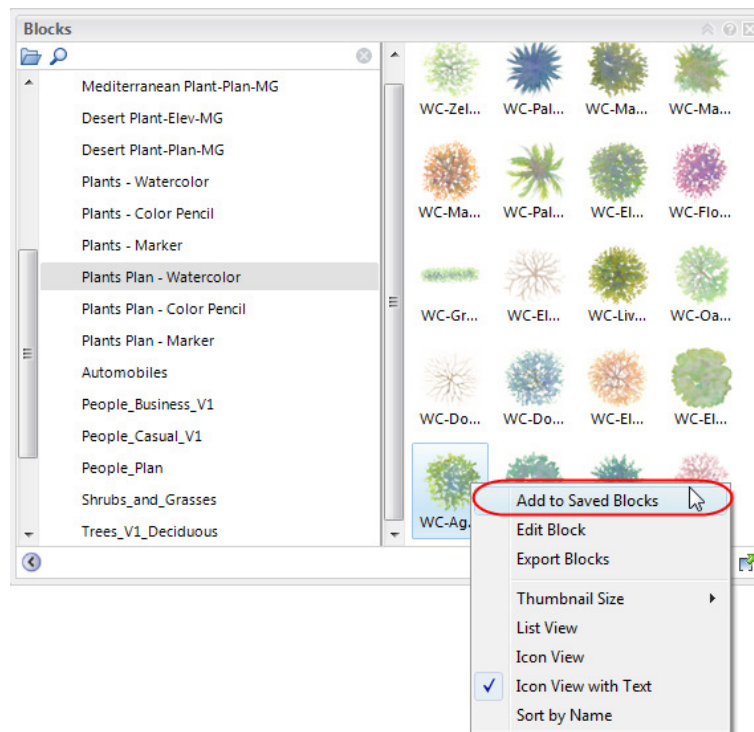 Blocks
Mediterranean Plant-Plan-MG
Desert Plant-Elev-MG
Desert Plant-Plan-MG
Plants - Watercolor
Plants - Color Pencil
Plants - Marker
Plants Plan - Watercolor
Plants Plan - Color Pencil
Plants Plan - Marker
Automobiles
People_Business_V1
People_Casual_V1
People_Plan
Shrubs_and_Grasses
Trees_V1_Deciduous
WC-Zel... WC-Pal... WC-Ma... WC-Ma...
WC-Ma... WC-Pal... WC-El... WC-Flo...
WC-Gr... WC-El... WC-Liv... WC-Oa...
WC-Do... WC-Do... WC-El... WC-El...
WC-Ag.
Add to Saved Blocks
Edit Block
Export Blocks
Thumbnail Size
List View
Icon View
Icon View with Text
Sort by Name